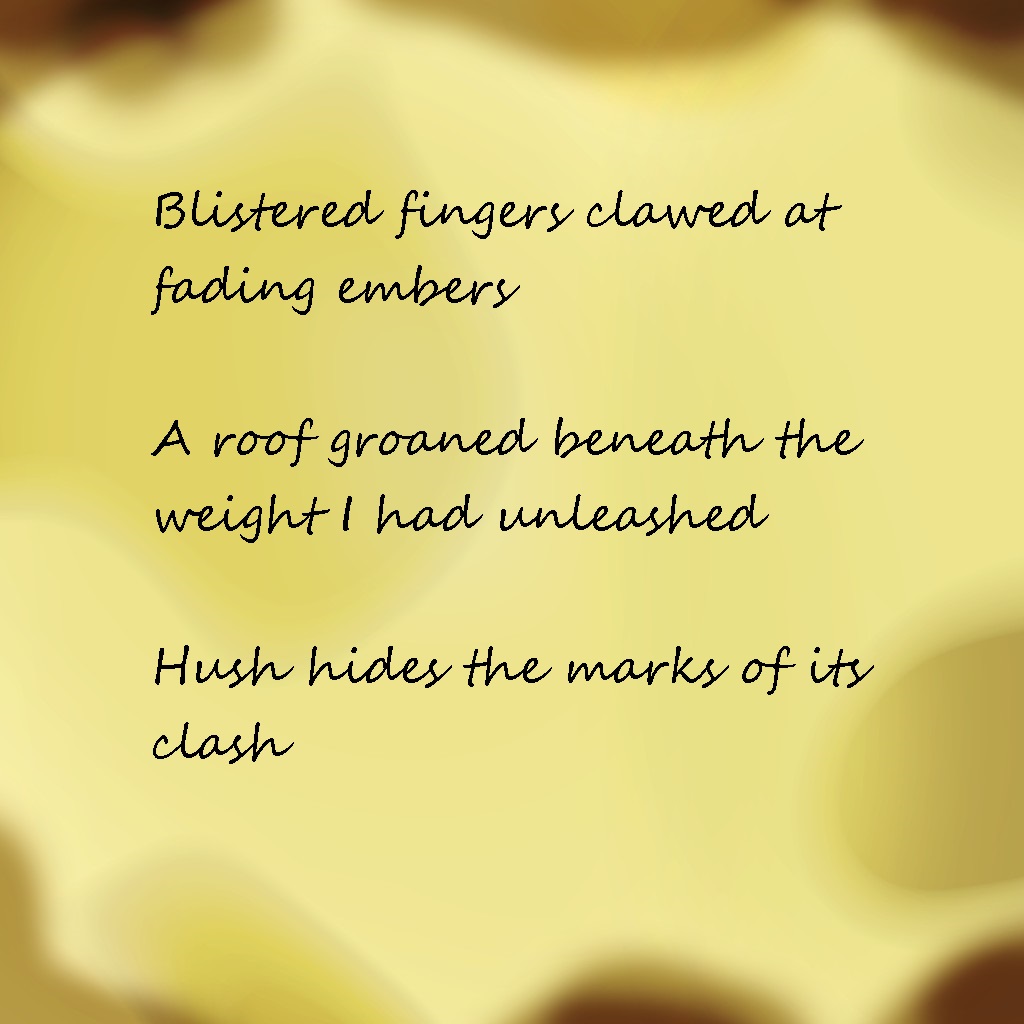 Blistered fingers clawed at
fading embers
A roof groaned beneath the
weight I had unleashed
Hush hides the marks of its
clash